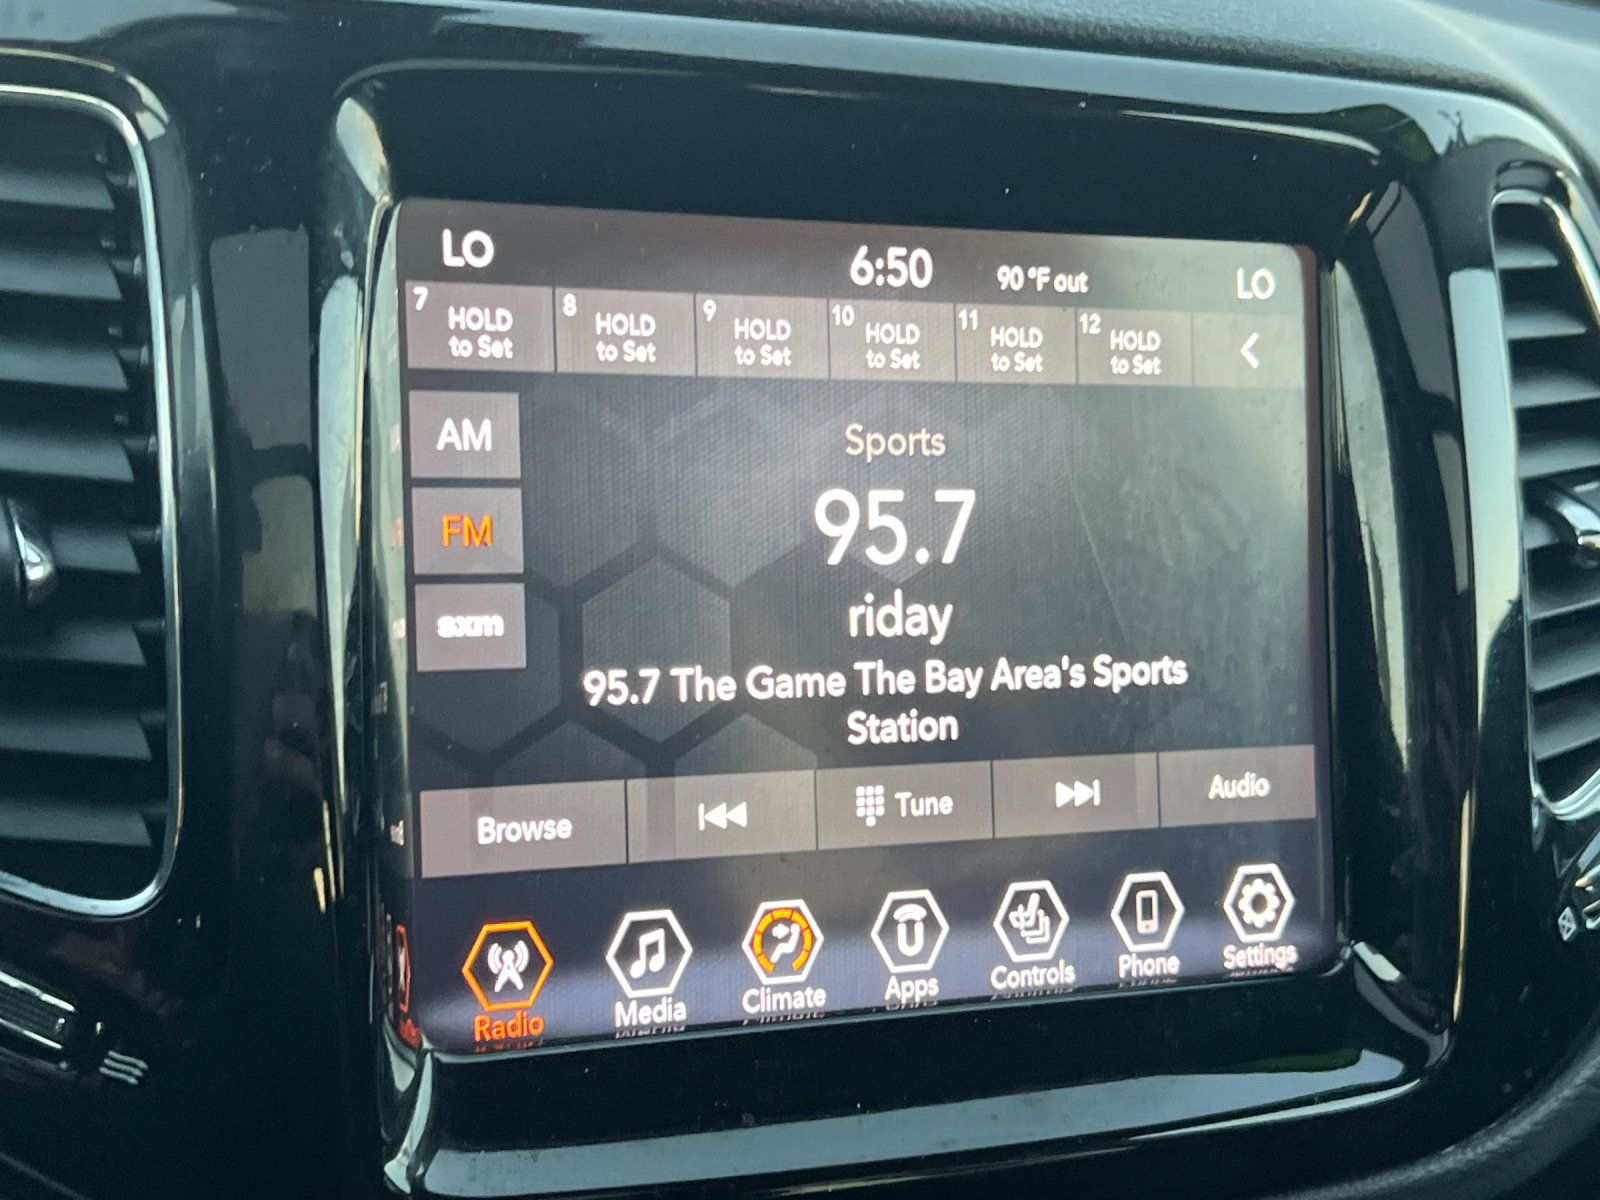 LO 6:50 90 °F out LO
7 HOLD to Set
8 HOLD to Set
9 HOLD to Set
10 HOLD to Set
11 HOLD to Set
12 HOLD to Set
AM
FM
sxm
Sports
95.7
riday
95.7 The Game The Bay Area's Sports
Station
Browse Tune Audio
Radio Media Climate Apps Controls Phone Settings